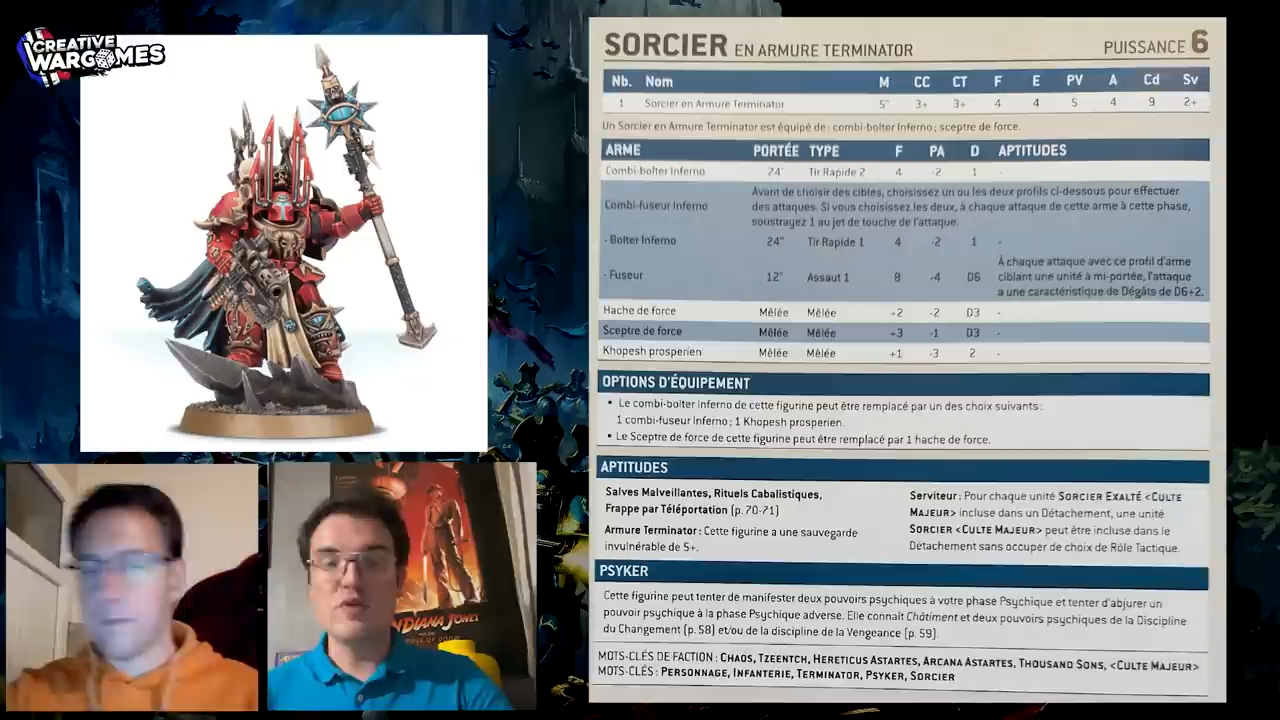 CREATIVE
WARGAMES
SORCIER EN ARMURE TERMINATOR PUISSANCE 6
Nb. Nom M CC CT F E PV A Cd Sv
1 Sorcier en Armure Terminator 5" 3+ 3+ 4 4 5 4 9 2+
Un Sorcier en Armure Terminator est équipé de : combi-bolter Inferno ; sceptre de force.
ARME PORTÉE TYPE F PA D APTITUDES
Combi-bolter Inferno 24" Tir Rapide 2 4 -2 1 -
Combi-fuseur Inferno
Avant de choisir des cibles, choisissez un ou les deux profils ci-dessous pour effectuer
des attaques. Si vous choisissez les deux, à chaque attaque de cette arme à cette phase,
soustrayez 1 au jet de touche de l'attaque.
- Bolter Inferno 24" Tir Rapide 1 4 -2 1 -
- Fuseur 12" Assaut 1 8 -4 D6
À chaque attaque avec ce profil d'arme
ciblant une unité à mi-portée, l'attaque
a une caractéristique de Dégâts de D6+2.
Hache de force Mêlée Mêlée +2 -2 D3 -
Sceptre de force Mêlée Mêlée +3 -1 D3 -
Khopesh prosperien Mêlée Mêlée +1 -3 2 -
OPTIONS D'ÉQUIPEMENT
• Le combi-bolter Inferno de cette figurine peut être remplacé par un des choix suivants :
1 combi-fuseur Inferno ; 1 Khopesh prosperien.
• Le Sceptre de force de cette figurine peut être remplacé par 1 hache de force.
APTITUDES
Salves Malveillantes, Rituels Cabalistiques,
Frappe par Téléportation (p. 70-71)
Armure Terminator : Cette figurine a une sauvegarde
invulnérable de 5+.
Serviteur : Pour chaque unité SORCIER EXALTÉ <CULTE
MAJEUR> incluse dans un Détachement, une unité
SORCIER <CULTE MAJEUR> peut être incluse dans le
Détachement sans occuper de choix de Rôle Tactique.
PSYKER
Cette figurine peut tenter de manifester deux pouvoirs psychiques à votre phase Psychique et tenter d'abjurer un
pouvoir psychique à la phase Psychique adverse. Elle connaît Châtiment et deux pouvoirs psychiques de la Discipline
du Changement (p. 58) et/ou de la discipline de la Vengeance (p. 59).
MOTS-CLÉS DE FACTION : CHAOS, TZEENTCH, HERETICUS ASTARTES, ARCANA ASTARTES, THOUSAND SONS, <CULTE MAJEUR>
MOTS-CLÉS : PERSONNAGE, INFANTERIE, TERMINATOR, PSYKER, SORCIER
INDIANA JONES